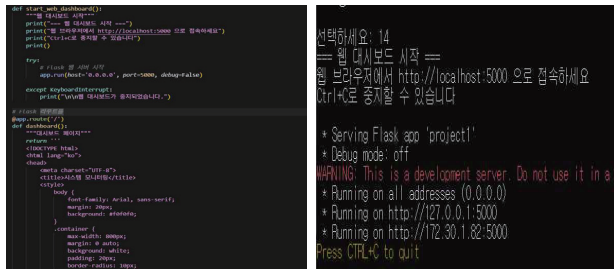 def start_web_dashboard():
    """웹 대시보드 시작"""
    print("=== 웹 대시보드 시작 ===")
    print("웹 브라우저에서 http://localhost:5000 으로 접속하세요")
    print("Ctrl+C로 중지할 수 있습니다")
    print()
    try:
        # Flask 웹 서버 시작
        app.run(host='0.0.0.0', port=5000, debug=False)
    except KeyboardInterrupt:
        print("\n\n웹 대시보드가 중지되었습니다.")
# Flask 라우트들
@app.route('/')
def dashboard():
    """대시보드 페이지"""
    return '''
    <!DOCTYPE html>
    <html lang="ko">
    <head>
        <meta charset="UTF-8">
        <title>시스템 모니터링</title>
        <style>
            body {
                font-family: Arial, sans-serif;
                margin: 20px;
                background: #f0f0f0;
            }
            .container {
                max-width: 800px;
                margin: 0 auto;
                background: white;
                padding: 20px;
                border-radius: 10px;
선택하세요: 14
=== 웹 대시보드 시작 ===
웹 브라우저에서 http://localhost:5000 으로 접속하세요
Ctrl+C로 중지할 수 있습니다
* Serving Flask app 'project1'
* Debug mode: off
WARNING: This is a development server. Do not use it in a
* Running on all addresses (0.0.0.0)
* Running on http://127.0.0.1:5000
* Running on http://172.30.1.82:5000
Press CTRL+C to quit